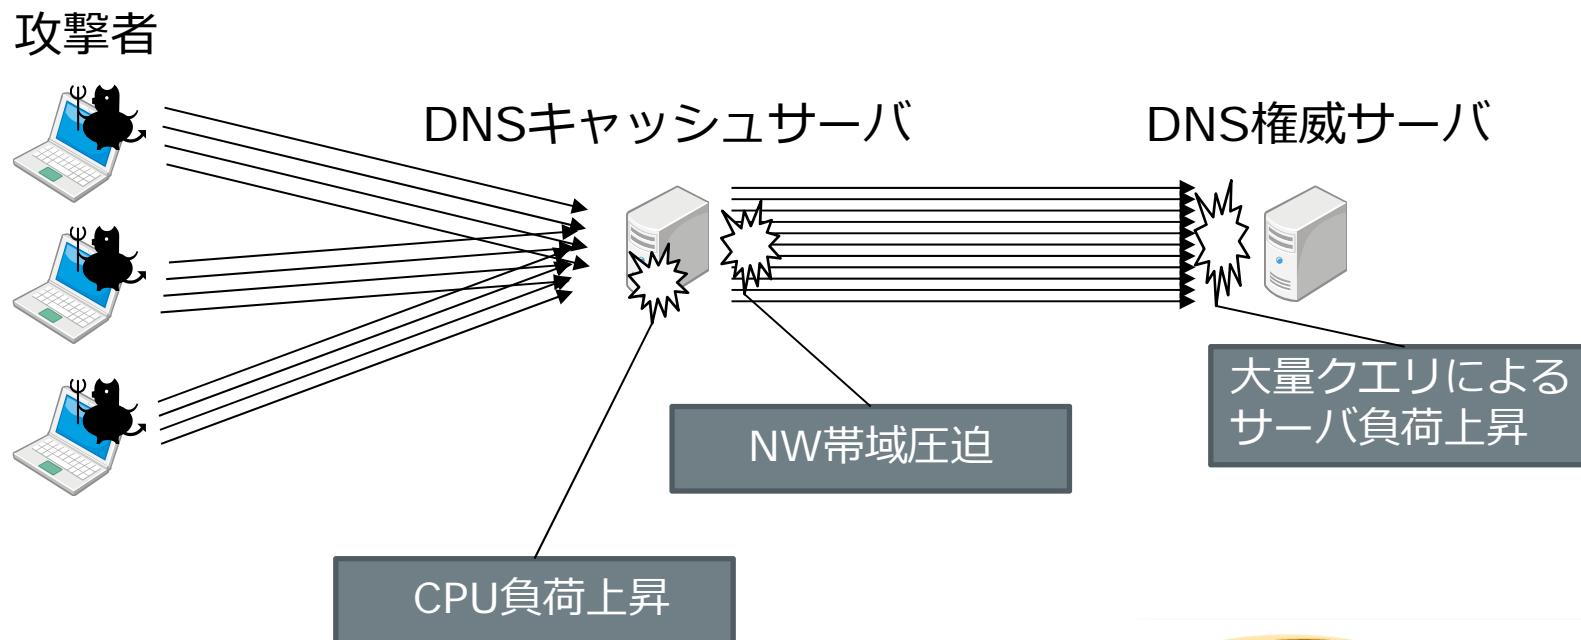 攻撃者
DNSキャッシュサーバ
DNS権威サーバ
大量クエリによる
サーバ負荷上昇
NW帯域圧迫
CPU負荷上昇